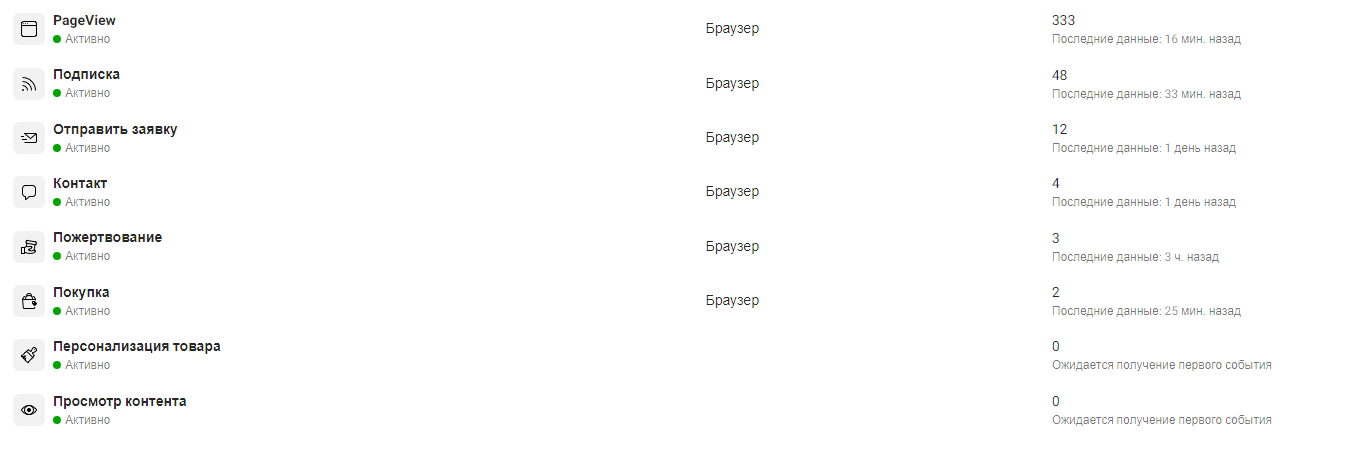 PageView
Активно
Браузер
333
Последние данные: 16 мин. назад
Подписка
Активно
Браузер
48
Последние данные: 33 мин. назад
Отправить заявку
Активно
Браузер
12
Последние данные: 1 день назад
Контакт
Активно
Браузер
4
Последние данные: 1 день назад
Пожертвование
Активно
Браузер
3
Последние данные: 3 ч. назад
Покупка
Активно
Браузер
2
Последние данные: 25 мин. назад
Персонализация товара
Активно
0
Ожидается получение первого события
Просмотр контента
Активно
0
Ожидается получение первого события